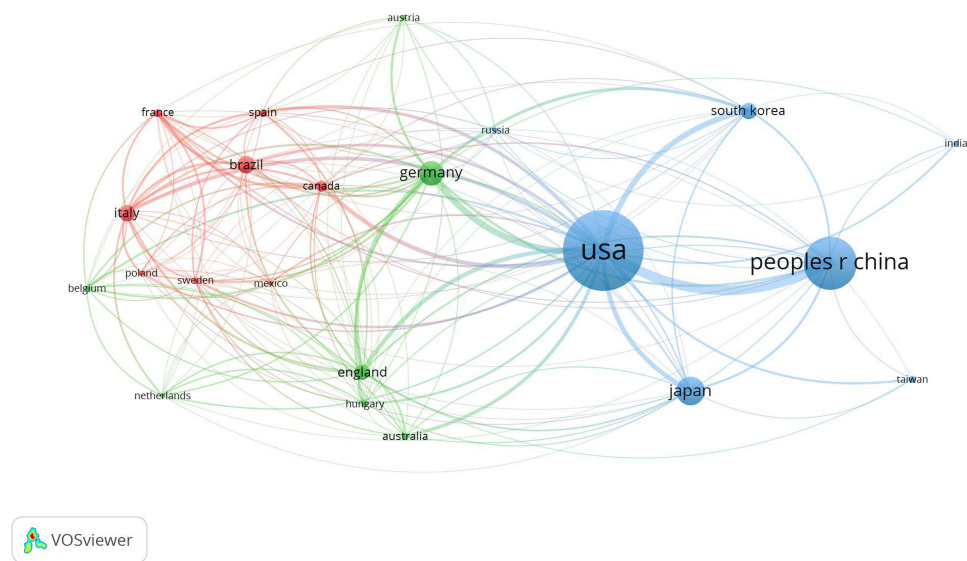 austria
france
spain
south korea
russia
india
brazil
germany
canada
italy
usa
peoples r china
poland
sweden
mexico
belgium
england
taiwan
japan
netherlands
hungary
australia
VOSviewer